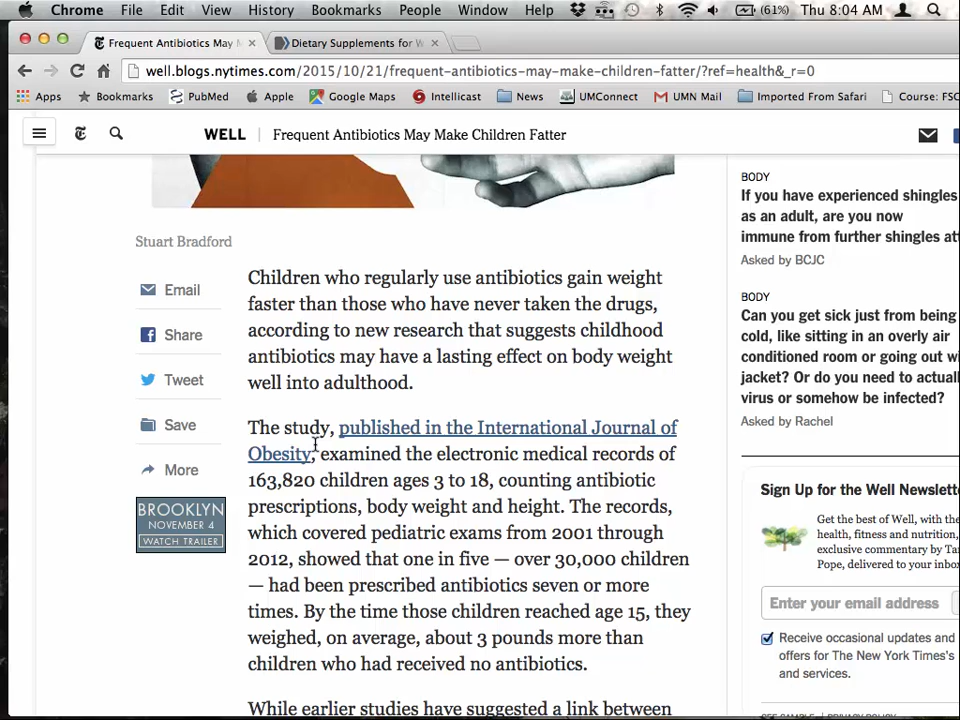 Chrome File Edit View History Bookmarks People Window Help (61%) Thu 8:04 AM
Frequent Antibiotics May Dietary Supplements for W
well.blogs.nytimes.com/2015/10/21/frequent-antibiotics-may-make-children-fatter/?ref=health&_r=0
Apps Bookmarks PubMed Apple Google Maps Intellicast News UMConnect UMN Mail Imported From Safari Course: FSC
WELL Frequent Antibiotics May Make Children Fatter
Stuart Bradford
Email
Share
Tweet
Save
More
BROOKLYN
NOVEMBER 4
WATCH TRAILER
Children who regularly use antibiotics gain weight
faster than those who have never taken the drugs,
according to new research that suggests childhood
antibiotics may have a lasting effect on body weight
well into adulthood.
The study, published in the International Journal of
Obesity, examined the electronic medical records of
163,820 children ages 3 to 18, counting antibiotic
prescriptions, body weight and height. The records,
which covered pediatric exams from 2001 through
2012, showed that one in five — over 30,000 children
— had been prescribed antibiotics seven or more
times. By the time those children reached age 15, they
weighed, on average, about 3 pounds more than
children who had received no antibiotics.
While earlier studies have suggested a link between
BODY
If you have experienced shingles
as an adult, are you now
immune from further shingles at
Asked by BCJC
BODY
Can you get sick just from being
cold, like sitting in an overly air
conditioned room or going out wi
jacket? Or do you need to actuall
virus or somehow be infected?
Asked by Rachel
Sign Up for the Well Newslette
Get the best of Well, with the
health, fitness and nutrition,
exclusive commentary by Ta
Pope, delivered to your inbo
Enter your email address
Receive occasional updates and
offers for The New York Times's
and services.